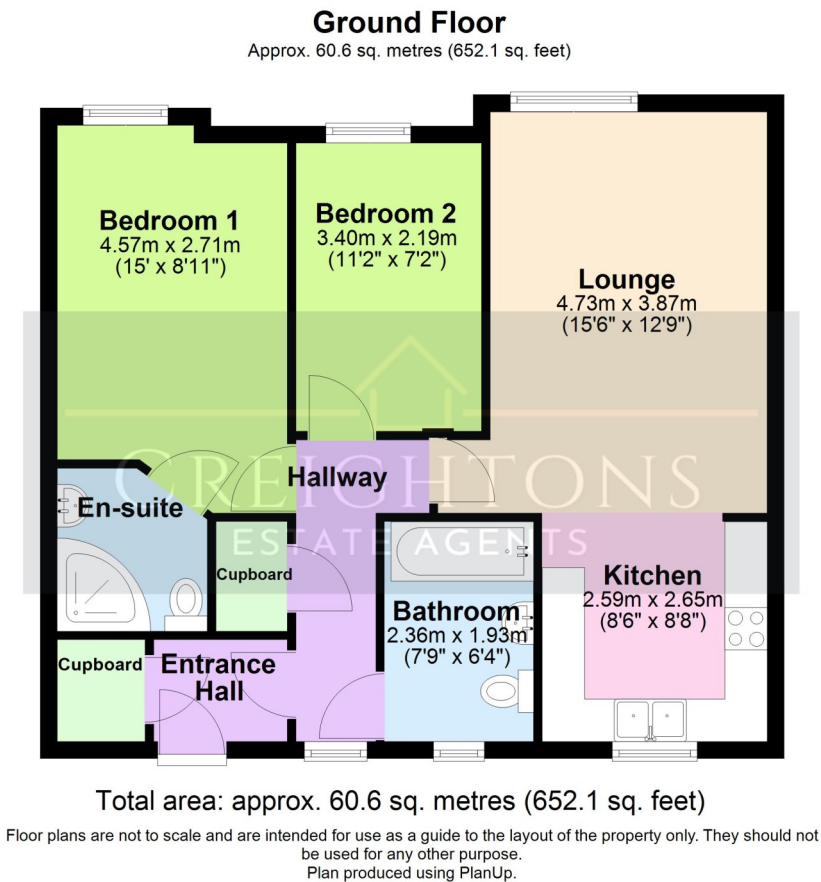 Ground Floor
Approx. 60.6 sq. metres (652.1 sq. feet)
Bedroom 1
4.57m x 2.71m
(15' x 8'11")
Bedroom 2
3.40m x 2.19m
(11'2" x 7'2")
Lounge
4.73m x 3.87m
(15'6" x 12'9")
CREIGHTONS
ESTATE AGENTS
Hallway
En-suite
Cupboard
Kitchen
2.59m x 2.65m
(8'6" x 8'8")
Bathroom
2.36m x 1.93m
(7'9" x 6'4")
Cupboard
Entrance
Hall
Total area: approx. 60.6 sq. metres (652.1 sq. feet)
Floor plans are not to scale and are intended for use as a guide to the layout of the property only. They should not
be used for any other purpose.
Plan produced using PlanUp.